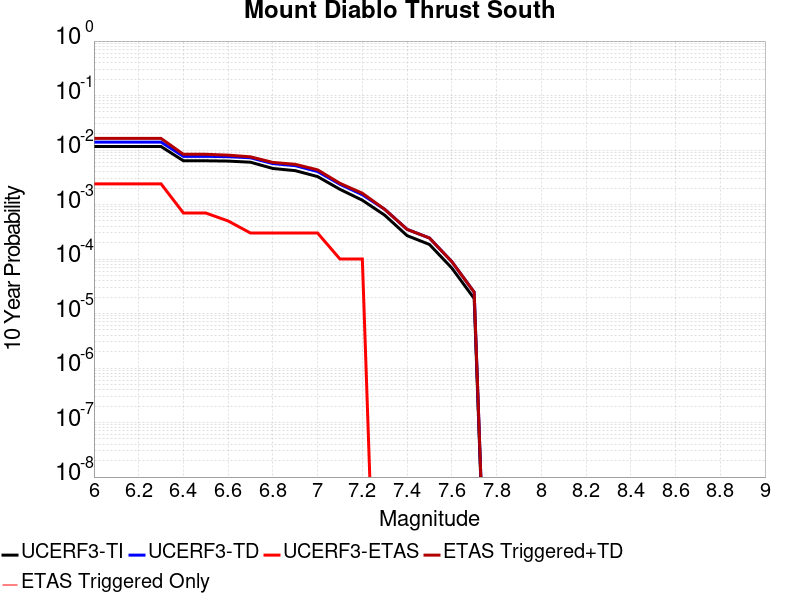 Mount Diablo Thrust South
10^0
10^-1
10^-2
10^-3
10^-4
10^-5
10^-6
10^-7
10^-8
10 Year Probability
6 6.2 6.4 6.6 6.8 7 7.2 7.4 7.6 7.8 8 8.2 8.4 8.6 8.8 9
Magnitude
UCERF3-TI UCERF3-TD UCERF3-ETAS ETAS Triggered+TD
ETAS Triggered Only